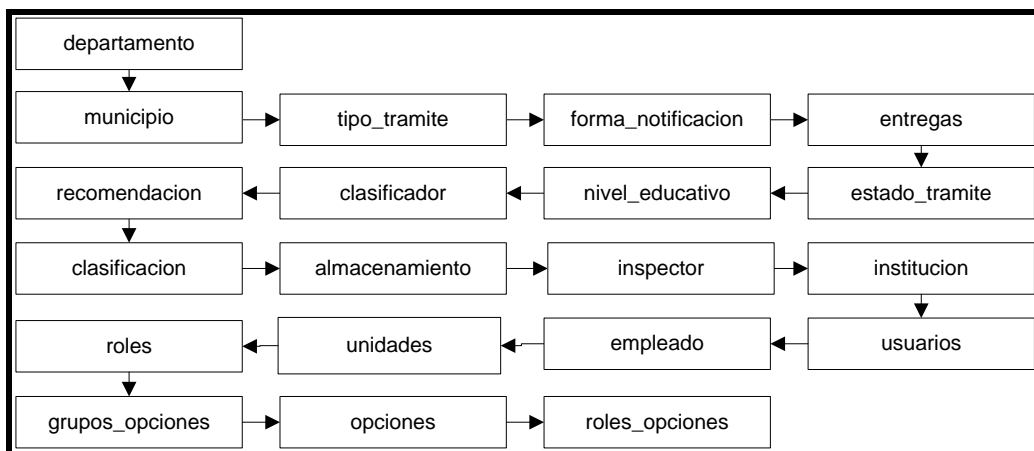 departamento
municipio
tipo_tramite
forma_notificacion
entregas
recomendacion
clasificador
nivel_educativo
estado_tramite
clasificacion
almacenamiento
inspector
institucion
roles
unidades
empleado
usuarios
grupos_opciones
opciones
roles_opciones